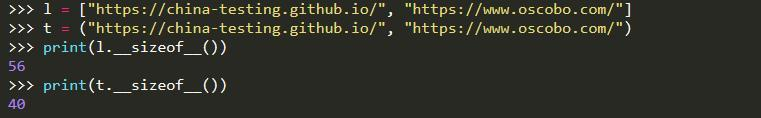 >>> l = ["https://china-testing.github.io/", "https://www.oscobo.com/"]
>>> t = ("https://china-testing.github.io/", "https://www.oscobo.com/")
>>> print(l.__sizeof__())
56
>>> print(t.__sizeof__())
40